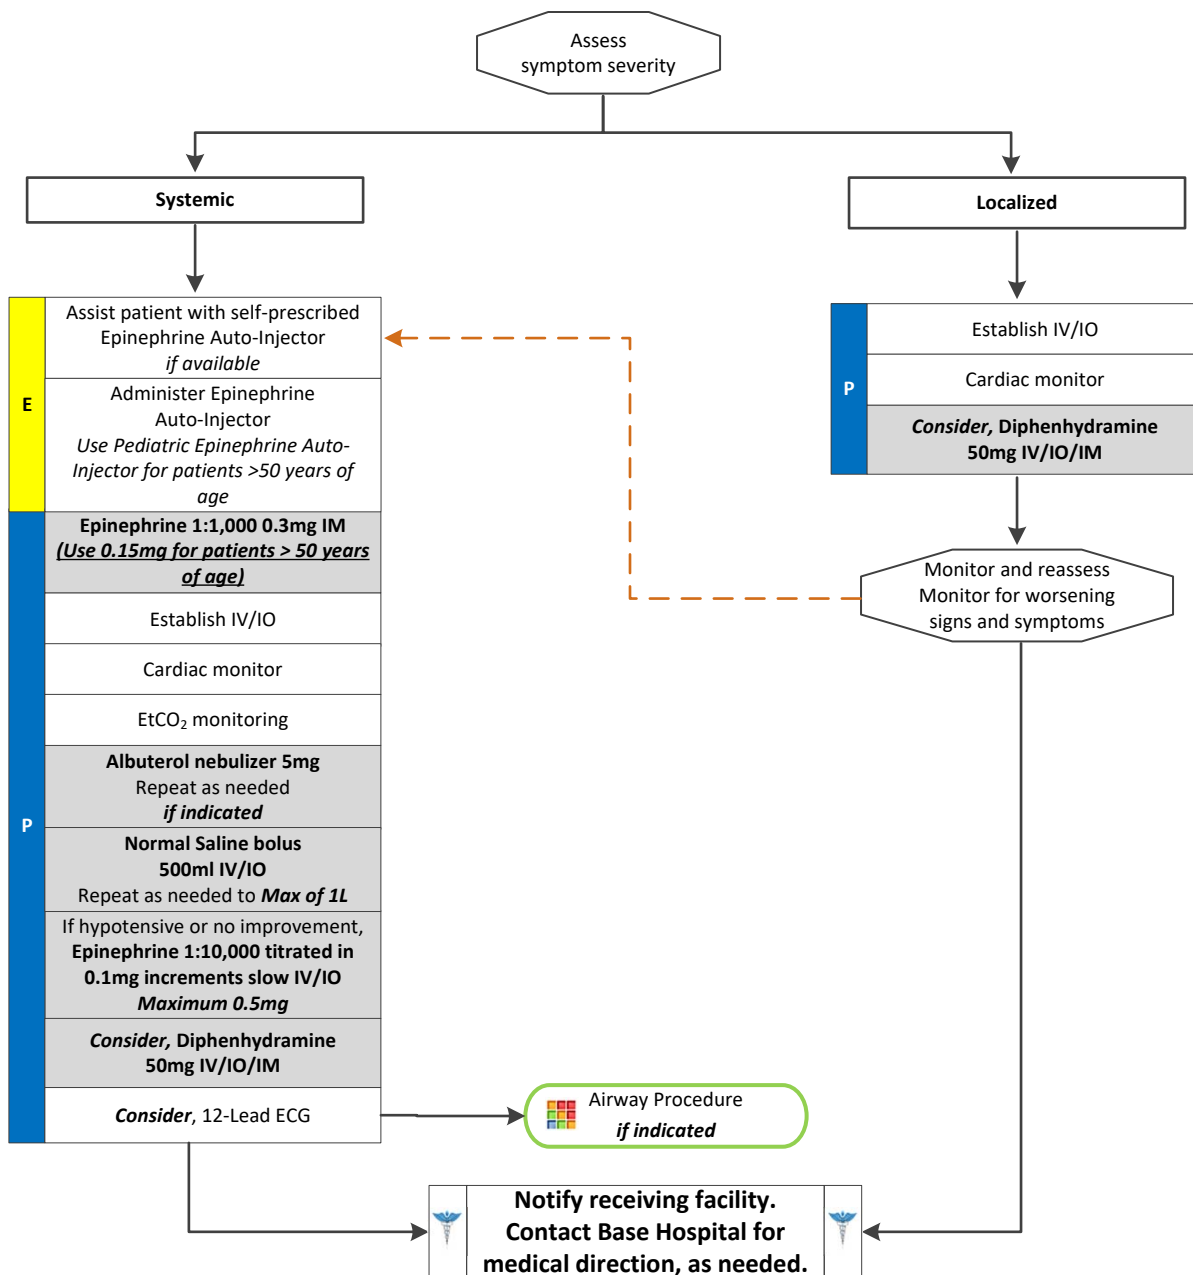 Assess
symptom severity
Systemic
Localized
E
Assist patient with self-prescribed
Epinephrine Auto-Injector
if available
Administer Epinephrine
Auto-Injector
Use Pediatric Epinephrine Auto-
Injector for patients >50 years of
age
P
Epinephrine 1:1,000 0.3mg IM
(Use 0.15mg for patients > 50 years
of age)
Establish IV/IO
Cardiac monitor
EtCO₂ monitoring
Albuterol nebulizer 5mg
Repeat as needed
if indicated
Normal Saline bolus
500ml IV/IO
Repeat as needed to Max of 1L
If hypotensive or no improvement,
Epinephrine 1:10,000 titrated in
0.1mg increments slow IV/IO
Maximum 0.5mg
Consider, Diphenhydramine
50mg IV/IO/IM
Consider, 12-Lead ECG
P
Establish IV/IO
Cardiac monitor
Consider, Diphenhydramine
50mg IV/IO/IM
Monitor and reassess
Monitor for worsening
signs and symptoms
Airway Procedure
if indicated
Notify receiving facility.
Contact Base Hospital for
medical direction, as needed.